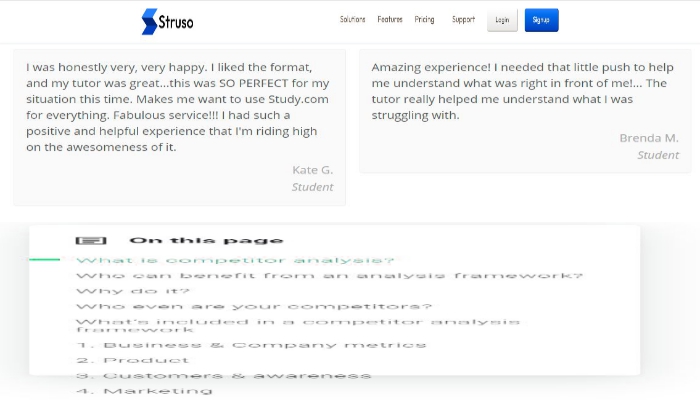 Struso
Solutions Features Pricing Support Login Signup
I was honestly very, very happy. I liked the format,
and my tutor was great...this was SO PERFECT for my
situation this time. Makes me want to use Study.com
for everything. Fabulous service!!! I had such a
positive and helpful experience that I'm riding high
on the awesomeness of it.
Kate G.
Student
Amazing experience! I needed that little push to help
me understand what was right in front of me!... The
tutor really helped me understand what I was
struggling with.
Brenda M.
Student
On this page
What is competitor analysis?
Who can benefit from an analysis framework?
Why do it?
Who even are your competitors?
What's included in a competitor analysis
framework
1. Business & Company metrics
2. Product
3. Customers & awareness
4. Marketing